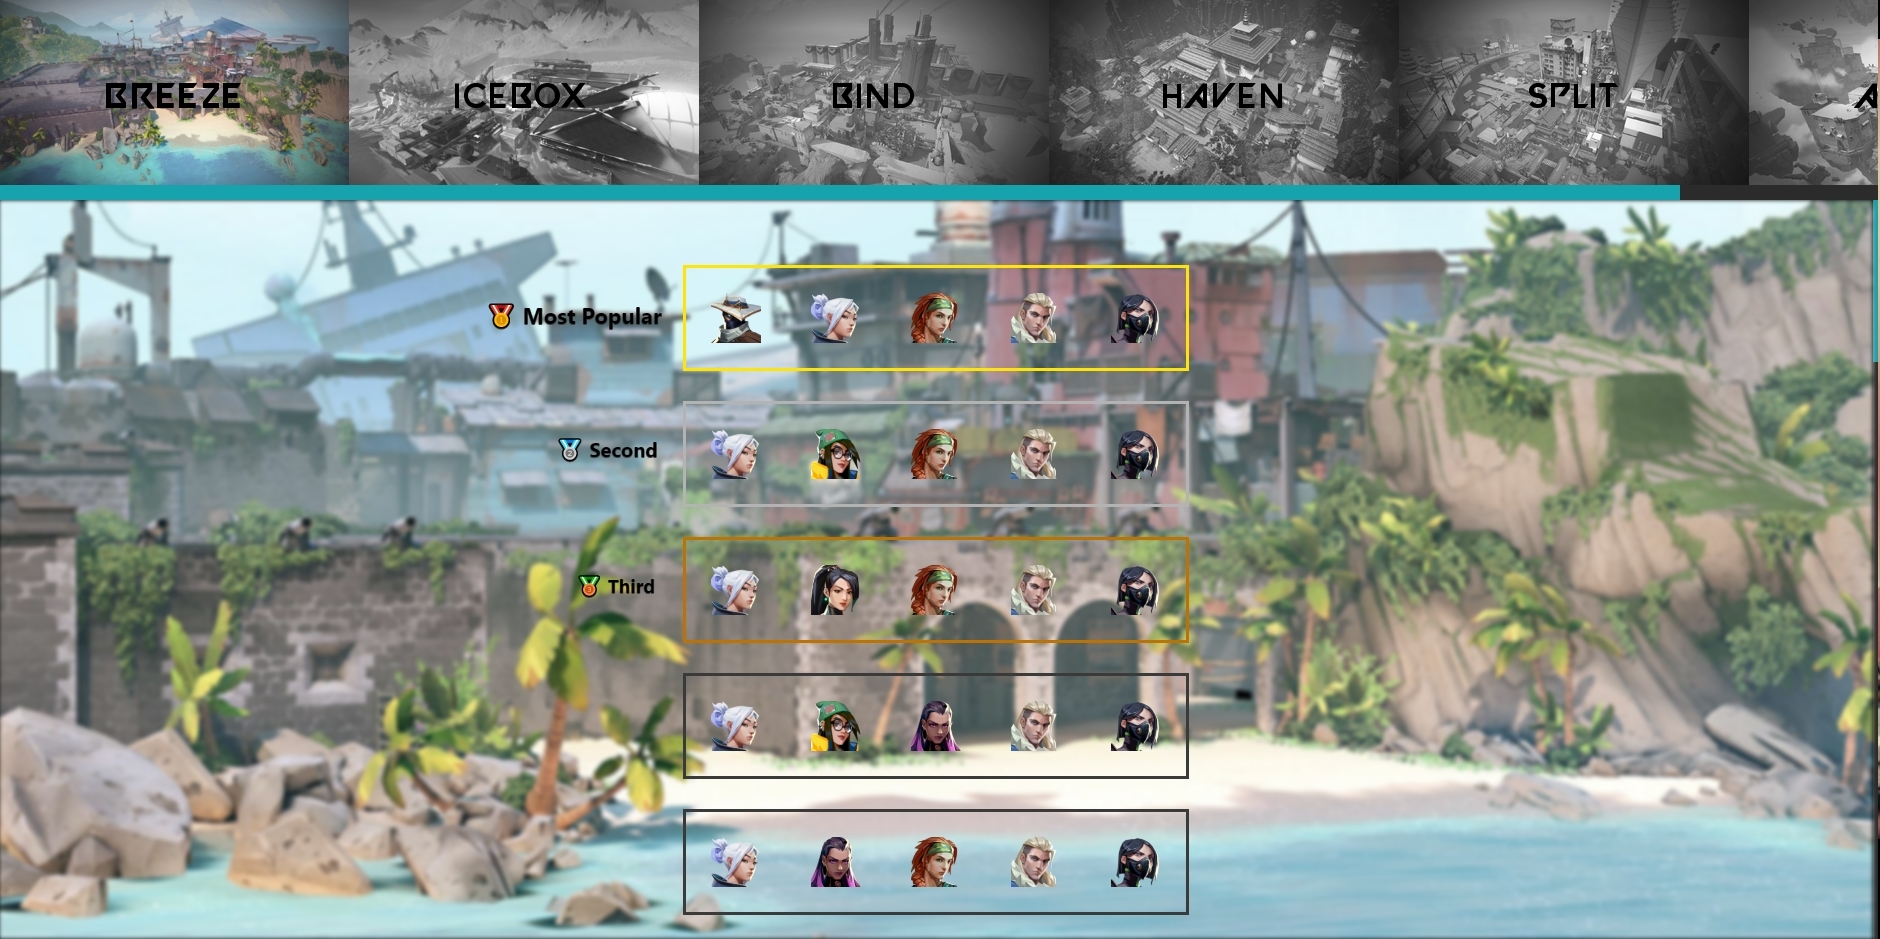 BREEZE
ICEBOX
BIND
HAVEN
SPLIT
A
Most Popular
Second
Third